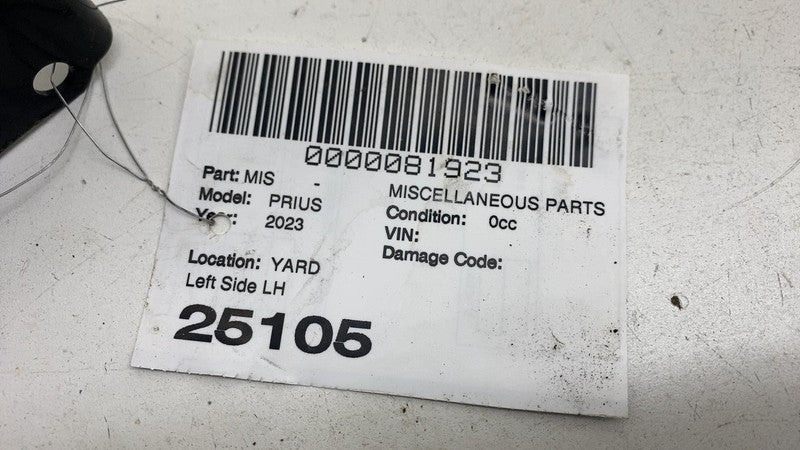 0000081923
Part: MIS - MISCELLANEOUS PARTS
Model: PRIUS Condition: 0cc
Year: 2023 VIN:
Damage Code:
Location: YARD
Left Side LH
25105